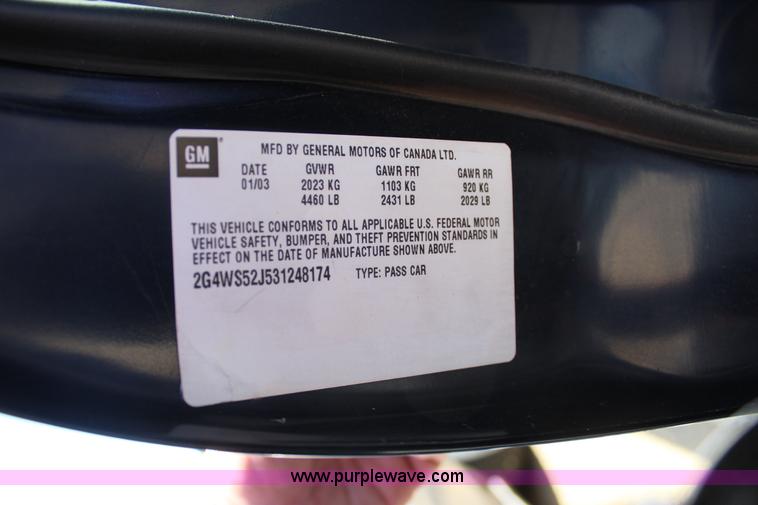 GM
MFD BY GENERAL MOTORS OF CANADA LTD.
DATE GVWR GAWR FRT GAWR RR
01/03 2023 KG 1103 KG 920 KG
4460 LB 2431 LB 2029 LB
THIS VEHICLE CONFORMS TO ALL APPLICABLE U.S. FEDERAL MOTOR
VEHICLE SAFETY, BUMPER, AND THEFT PREVENTION STANDARDS IN
EFFECT ON THE DATE OF MANUFACTURE SHOWN ABOVE.
2G4WS52J531248174 TYPE: PASS CAR
www.purplewave.com